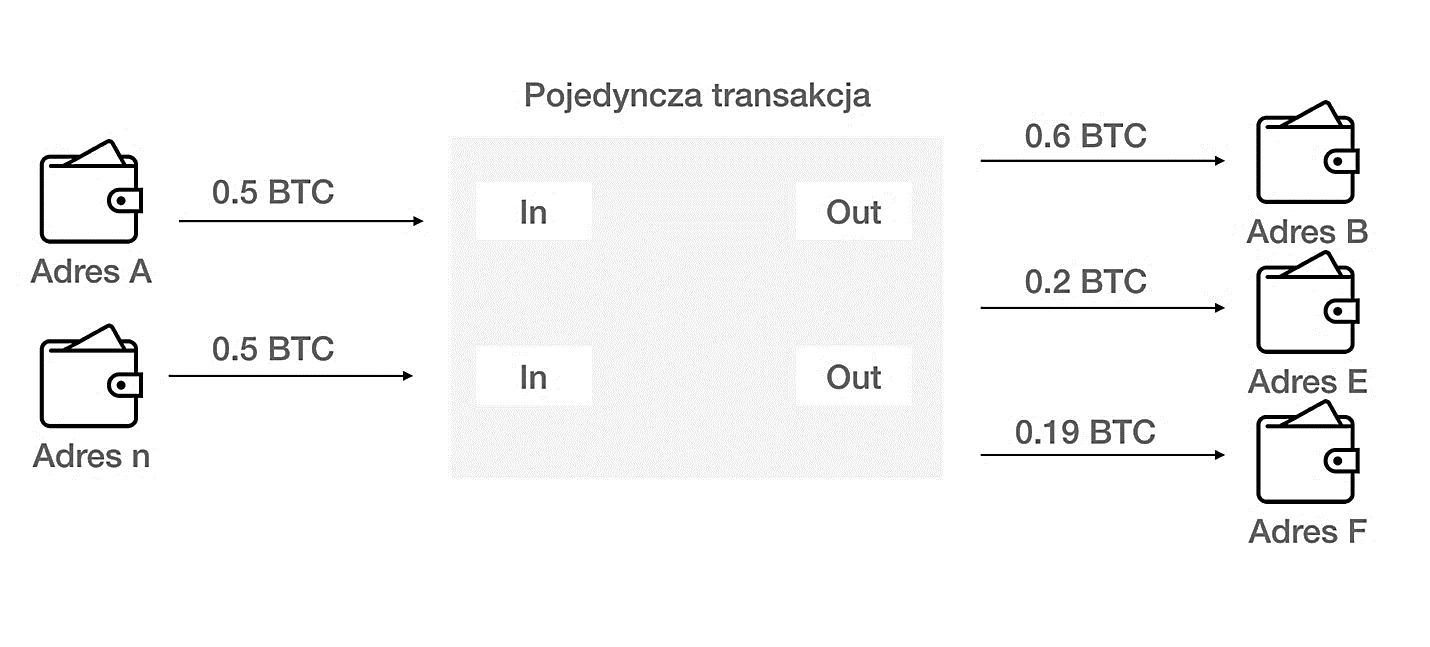 Pojedyncza transakcja
0.5 BTC
Adres A
0.5 BTC
Adres n
In
Out
In
Out
0.6 BTC
Adres B
0.2 BTC
Adres E
0.19 BTC
Adres F